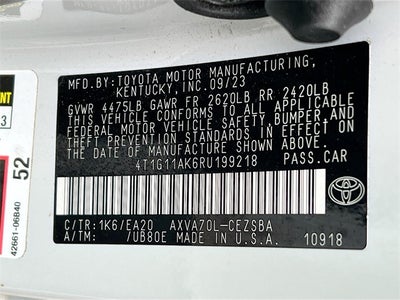 MFD.BY:TOYOTA MOTOR MANUFACTURING,
KENTUCKY,INC.09/23
GVWR 4475LB GAWR FR 2620LB RR 2420LB
THIS VEHICLE CONFORMS TO ALL APPLICABLE
FEDERAL MOTOR VEHICLE SAFETY,BUMPER,AND
THEFT PREVENTION STANDARDS IN EFFECT ON
THE DATE OF MANUFACTURE SHOWN ABOVE.
4T1G11AK6RU199218 PASS.CAR
C/TR:1K6/EA20 AXVA70L-CEZSBA
A/TM: /UB80E MADE IN U.S.A. 10918
TOYOTA
52
42661-06B40